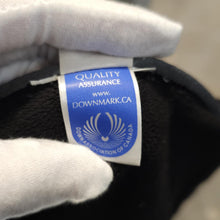 QUALITY
ASSURANCE
www.
DOWNMARK.CA
DOWN ASSOCIATION OF CANADA